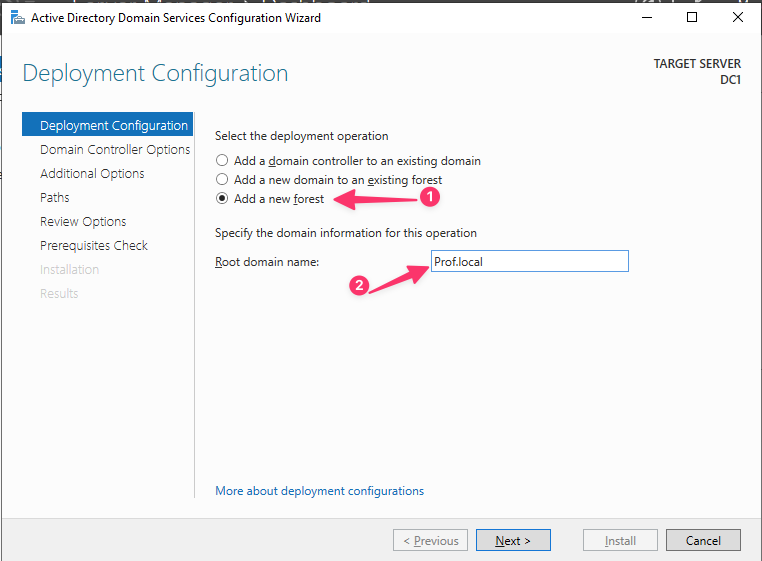 Active Directory Domain Services Configuration Wizard
Deployment Configuration
TARGET SERVER
DC1
Deployment Configuration
Domain Controller Options
Additional Options
Paths
Review Options
Prerequisites Check
Installation
Results
Select the deployment operation
Add a domain controller to an existing domain
Add a new domain to an existing forest
Add a new forest
1
Specify the domain information for this operation
Root domain name:
Prof.local
2
More about deployment configurations
< Previous
Next >
Install
Cancel